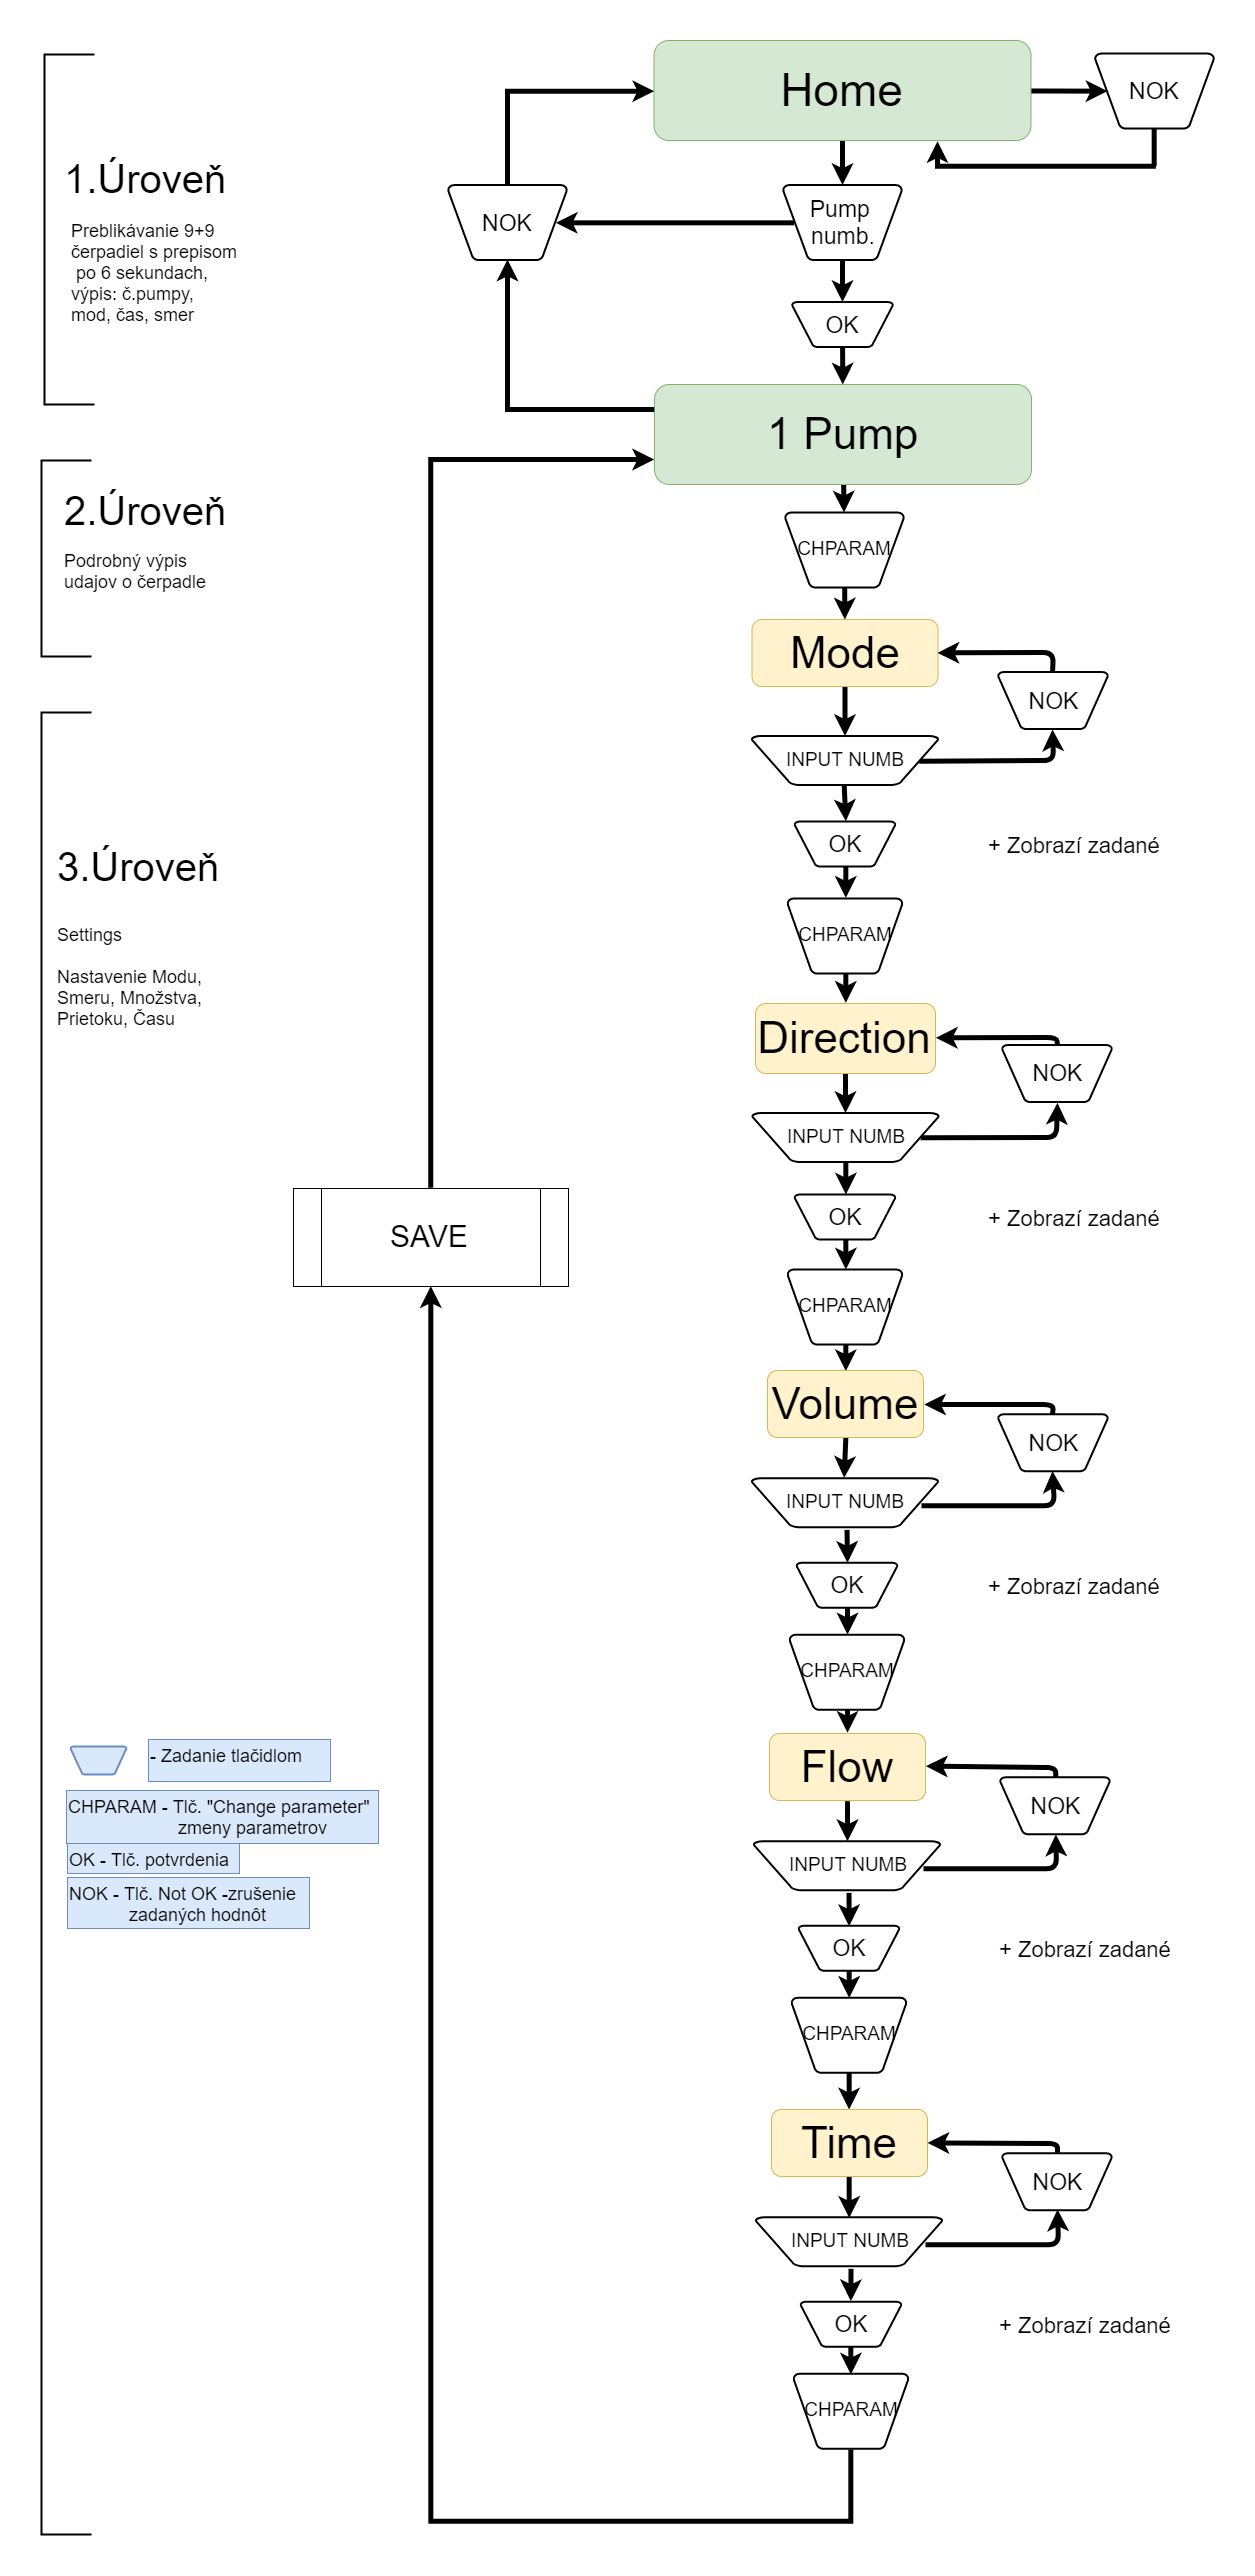 Home
NOK
1.Úroveň
Preblikávanie 9+9
čerpadiel s prepisom
po 6 sekundach,
výpis: č.pumpy,
mod, čas, smer
NOK
Pump
numb.
OK
1 Pump
2.Úroveň
Podrobný výpis
udajov o čerpadle
CHPARAM
Mode
NOK
INPUT NUMB
OK
+ Zobrazí zadané
3.Úroveň
Settings
Nastavenie Modu,
Smeru, Množstva,
Prietoku, Času
CHPARAM
Direction
NOK
INPUT NUMB
OK
+ Zobrazí zadané
SAVE
CHPARAM
Volume
NOK
INPUT NUMB
OK
+ Zobrazí zadané
CHPARAM
Flow
NOK
- Zadanie tlačidlom
CHPARAM - Tlč. "Change parameter"
zmeny parametrov
OK - Tlč. potvrdenia
NOK - Tlč. Not OK -zrušenie
zadaných hodnôt
INPUT NUMB
OK
+ Zobrazí zadané
CHPARAM
Time
NOK
INPUT NUMB
OK
+ Zobrazí zadané
CHPARAM